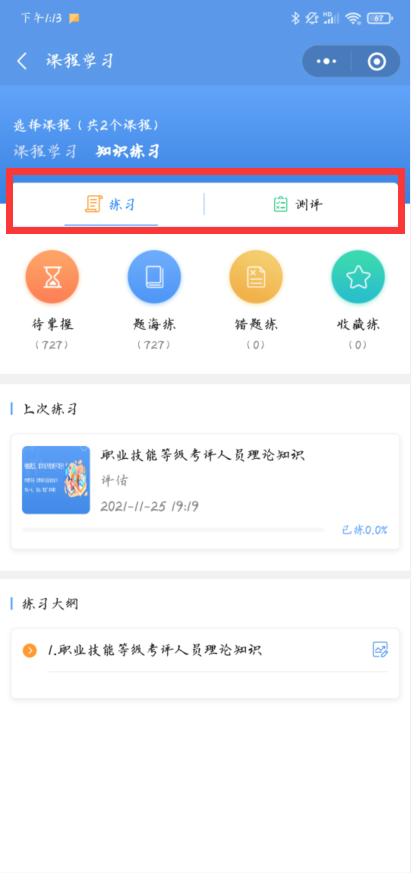 下午1:13
HD
67
课程学习
选择课程（共2个课程）
课程学习 知识练习
练习 测评
待掌握 题海练 错题练 收藏练
（727） （727） （0） （0）
上次练习
职业技能等级考评人员理论知识
评估
2021-11-25 19:19
已练0.0%
练习大纲
1.职业技能等级考评人员理论知识